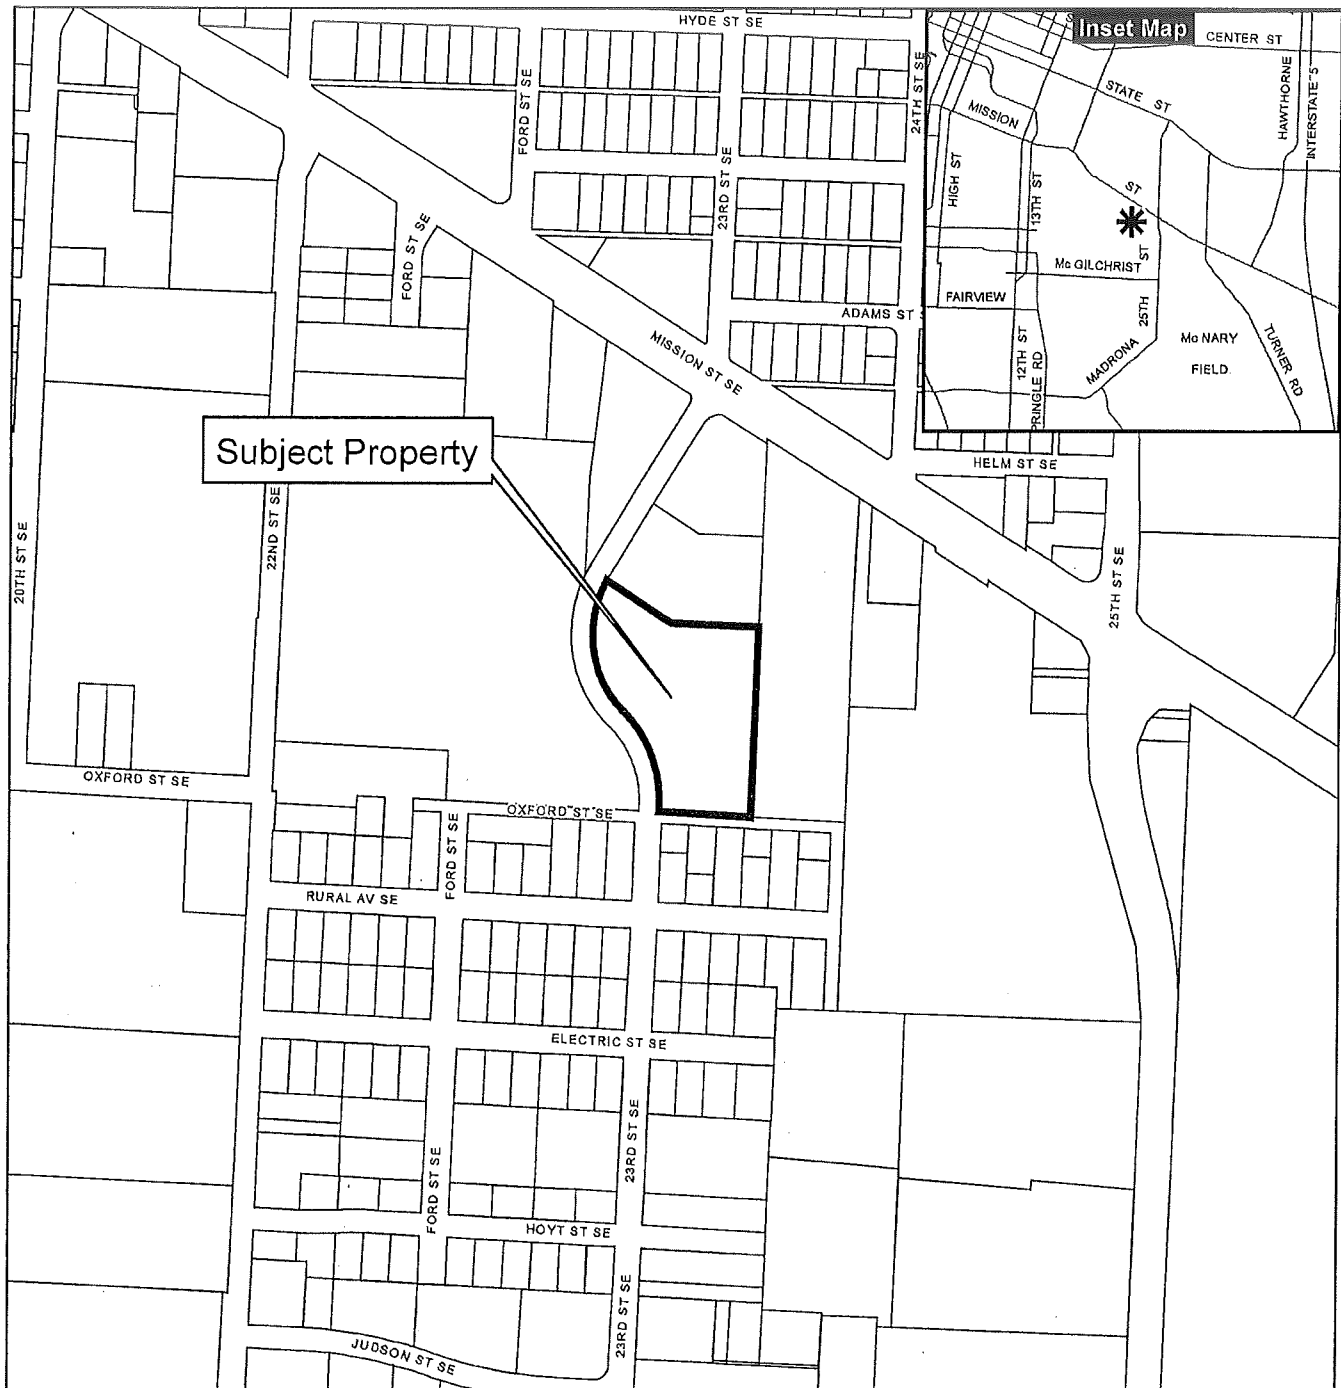 HYDE ST SE
FORD ST SE
24TH ST SE
23RD ST SE
FORD ST SE
ADAMS ST
MISSION ST SE
Inset Map
CENTER ST
STATE ST
HAWTHORNE
INTERSTATE 5
MISSION
ST
HIGH ST
13TH ST
Mc GILCHRIST
ST
FAIRVIEW
25TH
12TH ST
PRINGLE RD
MADRONA
Mc NARY
FIELD
TURNER RD
Subject Property
HELM ST SE
22ND ST SE
20TH ST SE
25TH ST SE
OXFORD ST SE
OXFORD ST SE
FORD ST SE
RURAL AV SE
ELECTRIC ST SE
23RD ST SE
FORD ST SE
HOYT ST SE
23RD ST SE
JUDSON ST SE